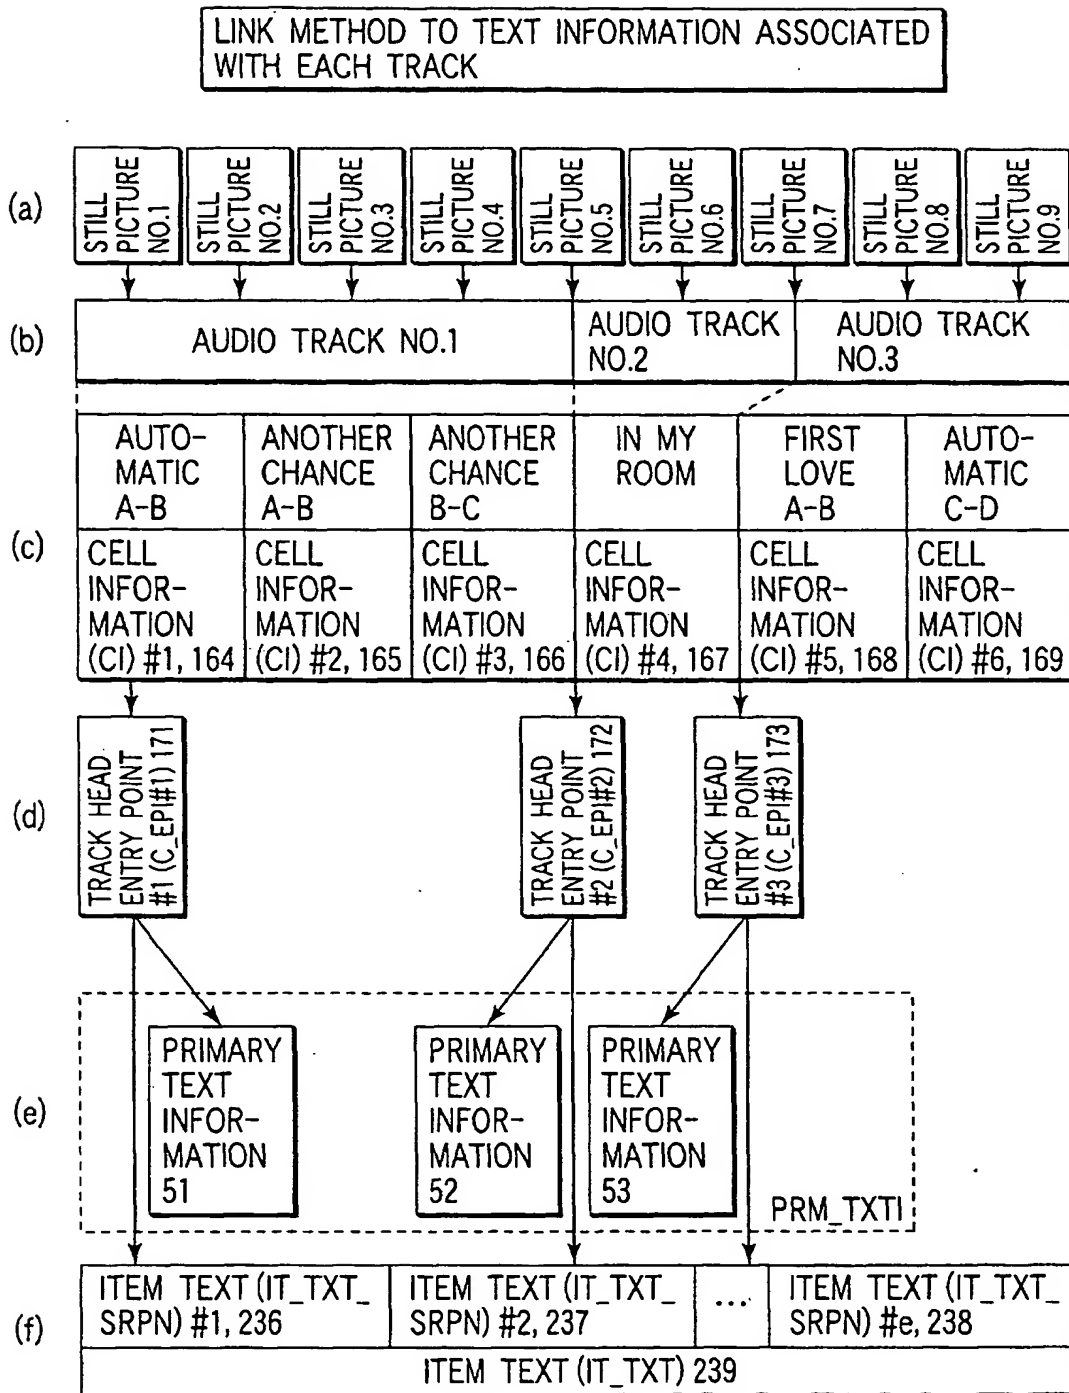 LINK METHOD TO TEXT INFORMATION ASSOCIATED
WITH EACH TRACK
(a)
STILL
PICTURE
NO.1
STILL
PICTURE
NO.2
STILL
PICTURE
NO.3
STILL
PICTURE
NO.4
STILL
PICTURE
NO.5
STILL
PICTURE
NO.6
STILL
PICTURE
NO.7
STILL
PICTURE
NO.8
STILL
PICTURE
NO.9
(b)
AUDIO TRACK NO.1
AUDIO TRACK
NO.2
AUDIO TRACK
NO.3
(c)
AUTO-
MATIC
A-B
ANOTHER
CHANCE
A-B
ANOTHER
CHANCE
B-C
IN MY
ROOM
FIRST
LOVE
A-B
AUTO-
MATIC
C-D
CELL
INFOR-
MATION
(CI) #1, 164
CELL
INFOR-
MATION
(CI) #2, 165
CELL
INFOR-
MATION
(CI) #3, 166
CELL
INFOR-
MATION
(CI) #4, 167
CELL
INFOR-
MATION
(CI) #5, 168
CELL
INFOR-
MATION
(CI) #6, 169
(d)
TRACK HEAD
ENTRY POINT
#1 (C_EPI#1) 171
TRACK HEAD
ENTRY POINT
#2 (C_EPI#2) 172
TRACK HEAD
ENTRY POINT
#3 (C_EPI#3) 173
(e)
PRIMARY
TEXT
INFOR-
MATION
51
PRIMARY
TEXT
INFOR-
MATION
52
PRIMARY
TEXT
INFOR-
MATION
53
PRM_TXTI
(f)
ITEM TEXT (IT_TXT_
SRPN) #1, 236
ITEM TEXT (IT_TXT_
SRPN) #2, 237
...
ITEM TEXT (IT_TXT_
SRPN) #e, 238
ITEM TEXT (IT_TXT) 239